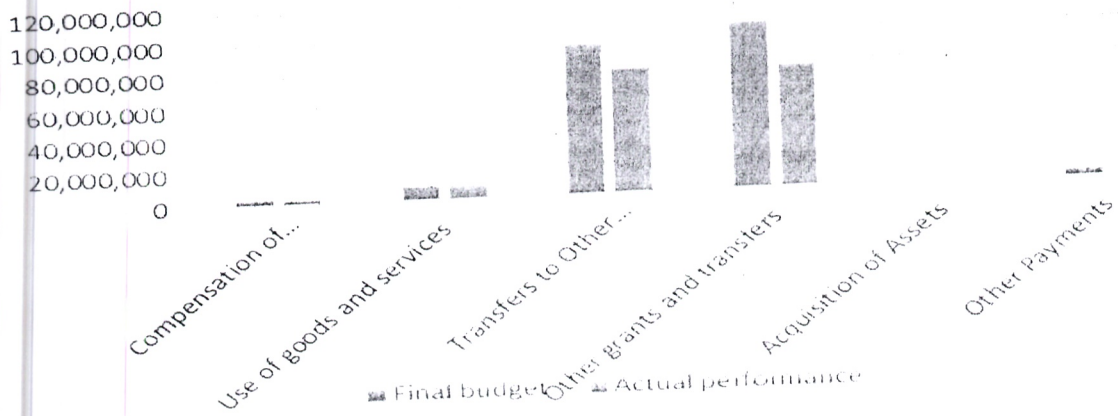 120,000,000
100,000,000
80,000,000
60,000,000
40,000,000
20,000,000
0
Compensation of...
Use of goods and services
Transfers to Other...
Other grants and transfers
Acquisition of Assets
Other Payments
Final budget
Actual performance